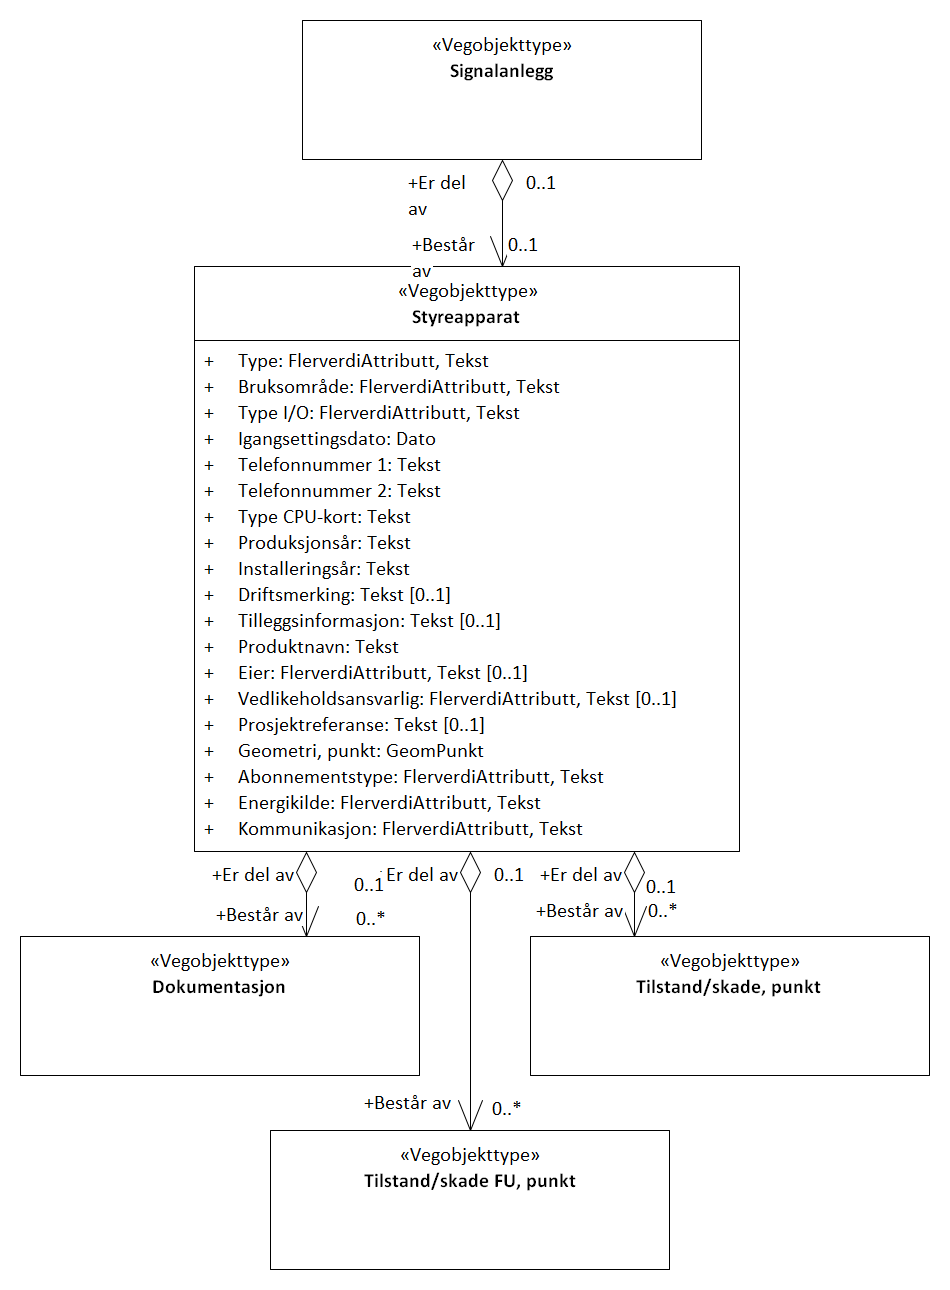 «Vegobjekttype»
Signalanlegg
+Er del
av
0..1
+Består
av
0..1
«Vegobjekttype»
Styreapparat
+ Type: FlerverdiAttributt, Tekst
+ Bruksområde: FlerverdiAttributt, Tekst
+ Type I/O: FlerverdiAttributt, Tekst
+ Igangsettingsdato: Dato
+ Telefonnummer 1: Tekst
+ Telefonnummer 2: Tekst
+ Type CPU-kort: Tekst
+ Produksjonsår: Tekst
+ Installeringsår: Tekst
+ Driftsmerking: Tekst [0..1]
+ Tilleggsinformasjon: Tekst [0..1]
+ Produktnavn: Tekst
+ Eier: FlerverdiAttributt, Tekst [0..1]
+ Vedlikeholdsansvarlig: FlerverdiAttributt, Tekst [0..1]
+ Prosjektreferanse: Tekst [0..1]
+ Geometri, punkt: GeomPunkt
+ Abonnementstype: FlerverdiAttributt, Tekst
+ Energikilde: FlerverdiAttributt, Tekst
+ Kommunikasjon: FlerverdiAttributt, Tekst
+Er del av
0..1
Er del av
0..1
+Er del av
0..1
+Består av
0..*
+Består av
0..*
«Vegobjekttype»
Dokumentasjon
«Vegobjekttype»
Tilstand/skade, punkt
+Består av
0..*
«Vegobjekttype»
Tilstand/skade FU, punkt